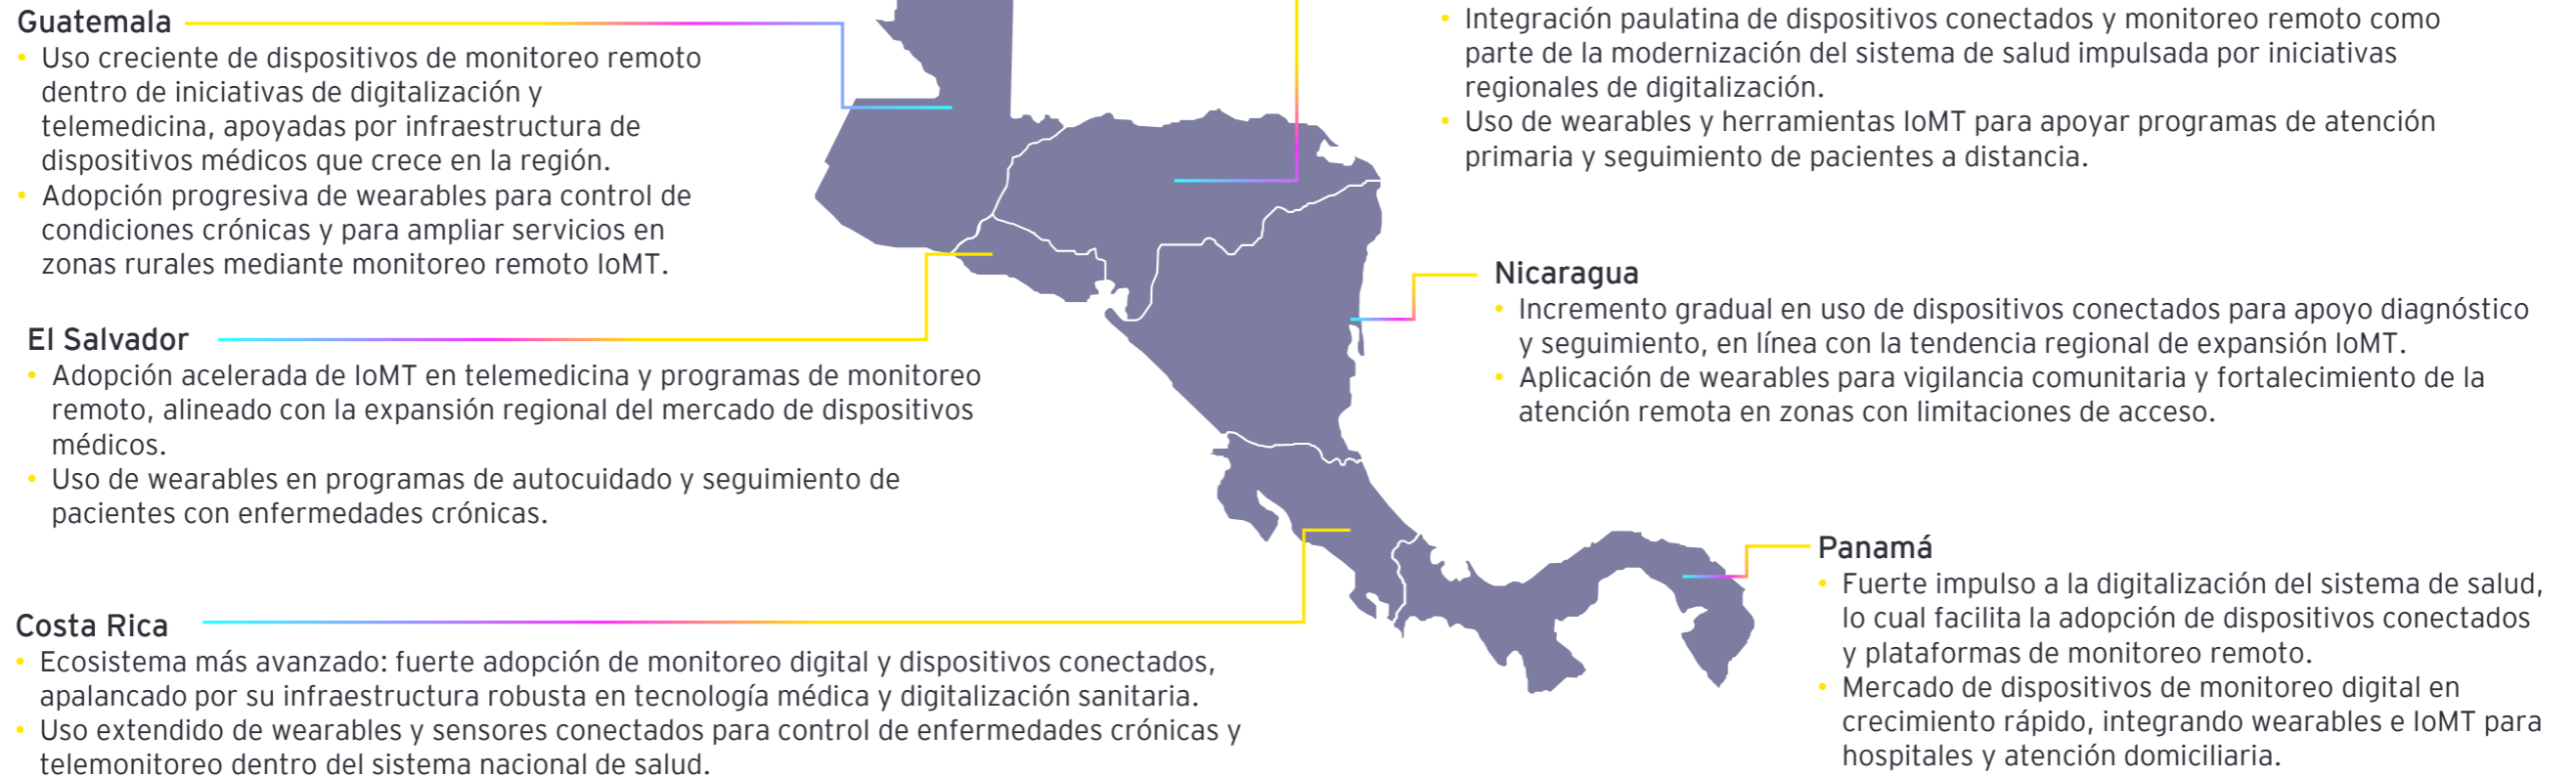 Guatemala
• Uso creciente de dispositivos de monitoreo remoto
dentro de iniciativas de digitalización y
telemedicina, apoyadas por infraestructura de
dispositivos médicos que crece en la región.
• Adopción progresiva de wearables para control de
condiciones crónicas y para ampliar servicios en
zonas rurales mediante monitoreo remoto IoMT.
El Salvador
• Adopción acelerada de IoMT en telemedicina y programas de monitoreo
remoto, alineado con la expansión regional del mercado de dispositivos
médicos.
• Uso de wearables en programas de autocuidado y seguimiento de
pacientes con enfermedades crónicas.
Costa Rica
• Ecosistema más avanzado: fuerte adopción de monitoreo digital y dispositivos conectados,
apalancado por su infraestructura robusta en tecnología médica y digitalización sanitaria.
• Uso extendido de wearables y sensores conectados para control de enfermedades crónicas y
telemonitoreo dentro del sistema nacional de salud.
• Integración paulatina de dispositivos conectados y monitoreo remoto como
parte de la modernización del sistema de salud impulsada por iniciativas
regionales de digitalización.
• Uso de wearables y herramientas IoMT para apoyar programas de atención
primaria y seguimiento de pacientes a distancia.
Nicaragua
• Incremento gradual en uso de dispositivos conectados para apoyo diagnóstico
y seguimiento, en línea con la tendencia regional de expansión IoMT.
• Aplicación de wearables para vigilancia comunitaria y fortalecimiento de la
atención remota en zonas con limitaciones de acceso.
Panamá
• Fuerte impulso a la digitalización del sistema de salud,
lo cual facilita la adopción de dispositivos conectados
y plataformas de monitoreo remoto.
• Mercado de dispositivos de monitoreo digital en
crecimiento rápido, integrando wearables e IoMT para
hospitales y atención domiciliaria.